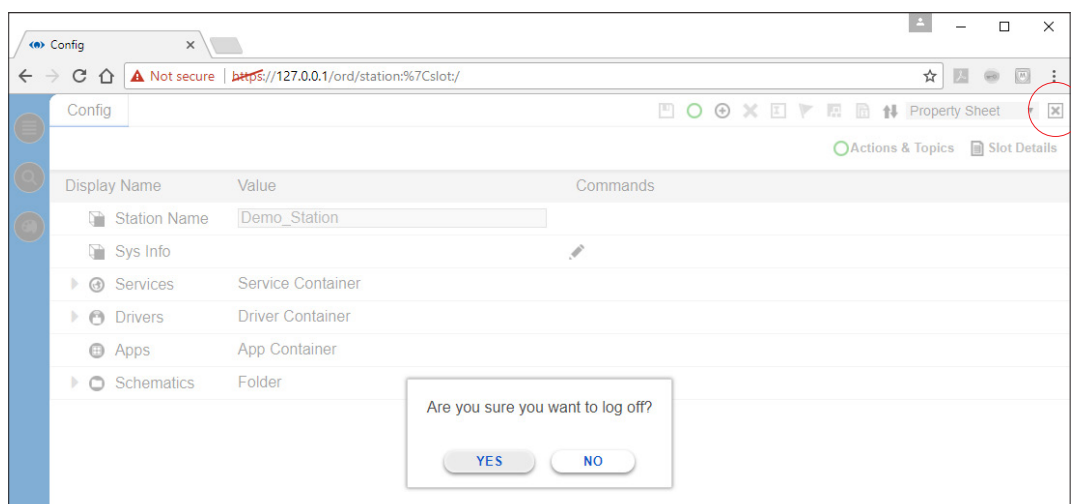 Config
Not secure https://127.0.0.1/ord/station:%7Cslot:/
Config Property Sheet
Actions & Topics Slot Details
Display Name Value Commands
Station Name Demo_Station
Sys Info
Services Service Container
Drivers Driver Container
Apps App Container
Schematics Folder
Are you sure you want to log off?
YES NO